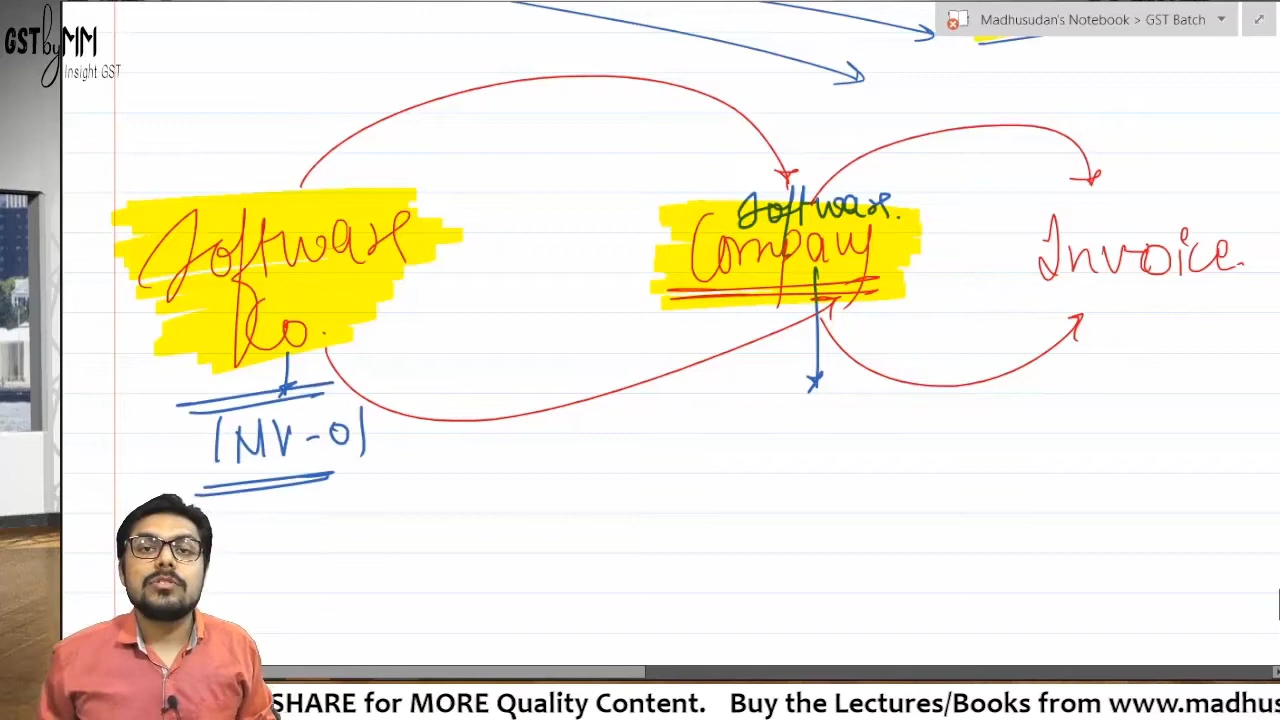 GST by MM
Insight GST
Madhusudan's Notebook > GST Batch
Software
Co.
INV-01
Software.
Company
Invoice.
SHARE for MORE Quality Content. Buy the Lectures/Books from www.madhus